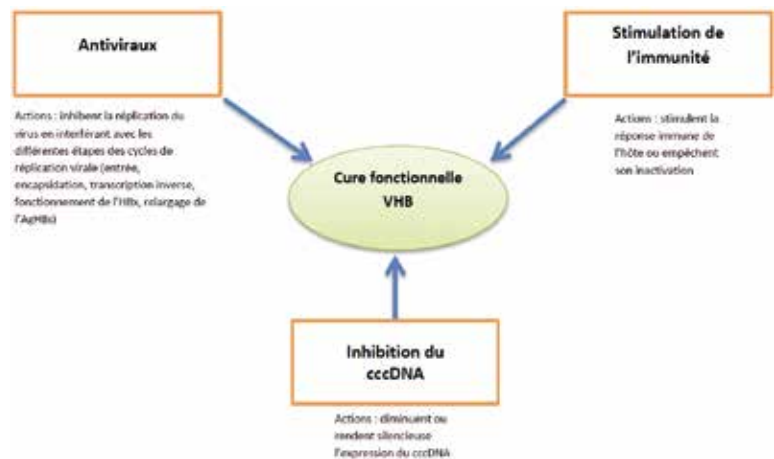 Antiviraux
Actions : inhibent la réplication du
virus en interférant avec les
différentes étapes des cycles de
réplication virale (entrée,
encapsidation, transcription inverse,
fonctionnement de l'HBx, relargage de
l'AgHBs)
Stimulation de
l'immunité
Actions : stimulent la
réponse immune de
l'hôte ou empêchent
son inactivation
Cure fonctionnelle
VHB
Inhibition du
cccDNA
Actions : diminuent ou
rendent silencieuse
l'expression du cccDNA